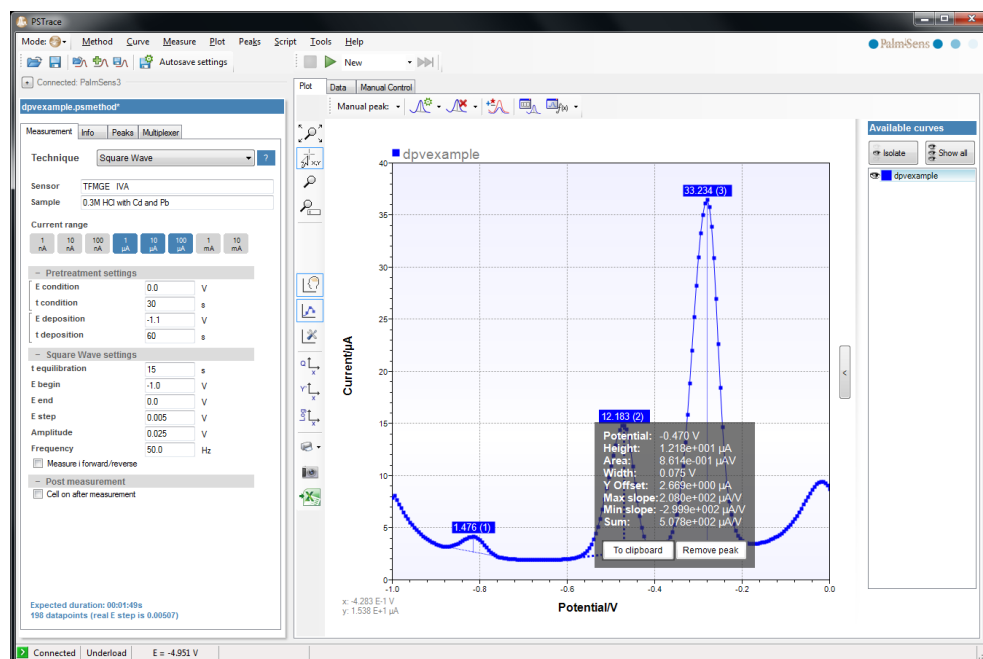 PSTrace
Mode: Method Curve Measure Plot Peaks Script Tools Help
PalmSens
Autosave settings
New
Connected: PalmSens3
Plot Data Manual Control
dpvexample.psmethod*
Manual peak:
Measurement Info Peaks Multiplexer
Available curves
Technique Square Wave ?
Isolate Show all
dpvexample
Sensor TFMGE IVA
Sample 0.3M HCl with Cd and Pb
Current range
1 nA 10 nA 100 nA 1 µA 10 µA 100 µA 1 mA 10 mA
− Pretreatment settings
E condition 0.0 V
t condition 30 s
E deposition -1.1 V
t deposition 60 s
− Square Wave settings
t equilibration 15 s
E begin -1.0 V
E end 0.0 V
E step 0.005 V
Amplitude 0.025 V
Frequency 50.0 Hz
Measure i forward/reverse
− Post measurement
Cell on after measurement
Expected duration: 00:01:49s
198 datapoints (real E step is 0.00507)
dpvexample
40
35
30
25
20
15
10
5
0
Current/µA
33.234 (3)
12.183 (2)
1.476 (1)
Potential: -0.470 V
Height: 1.218e+001 µA
Area: 8.614e-001 µAV
Width: 0.075 V
Y Offset: 2.669e+000 µA
Max slope: 2.080e+002 µA/V
Min slope: -2.999e+002 µA/V
Sum: 5.078e+002 µA/V
To clipboard Remove peak
-1.0 -0.8 -0.6 -0.4 -0.2 0.0
Potential/V
x: -4.283 E-1 V
y: 1.538 E+1 µA
<
Connected Underload E = -4.951 V